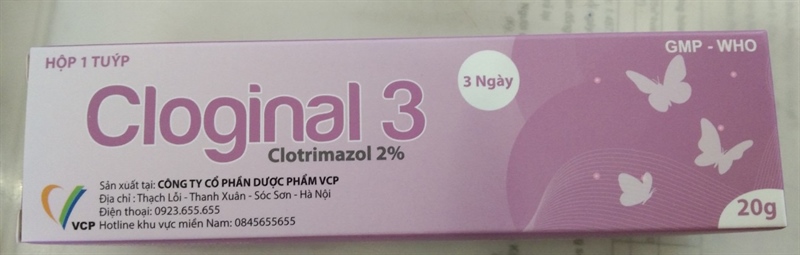 HỘP 1 TUÝP
GMP - WHO
3 Ngày
Cloginal 3
Clotrimazol 2%
Sản xuất tại: CÔNG TY CỔ PHẦN DƯỢC PHẨM VCP
Địa chỉ : Thạch Lỗi - Thanh Xuân - Sóc Sơn - Hà Nội
Điện thoại: 0923.655.655
VCP Hotline khu vực miền Nam: 0845655655
20g